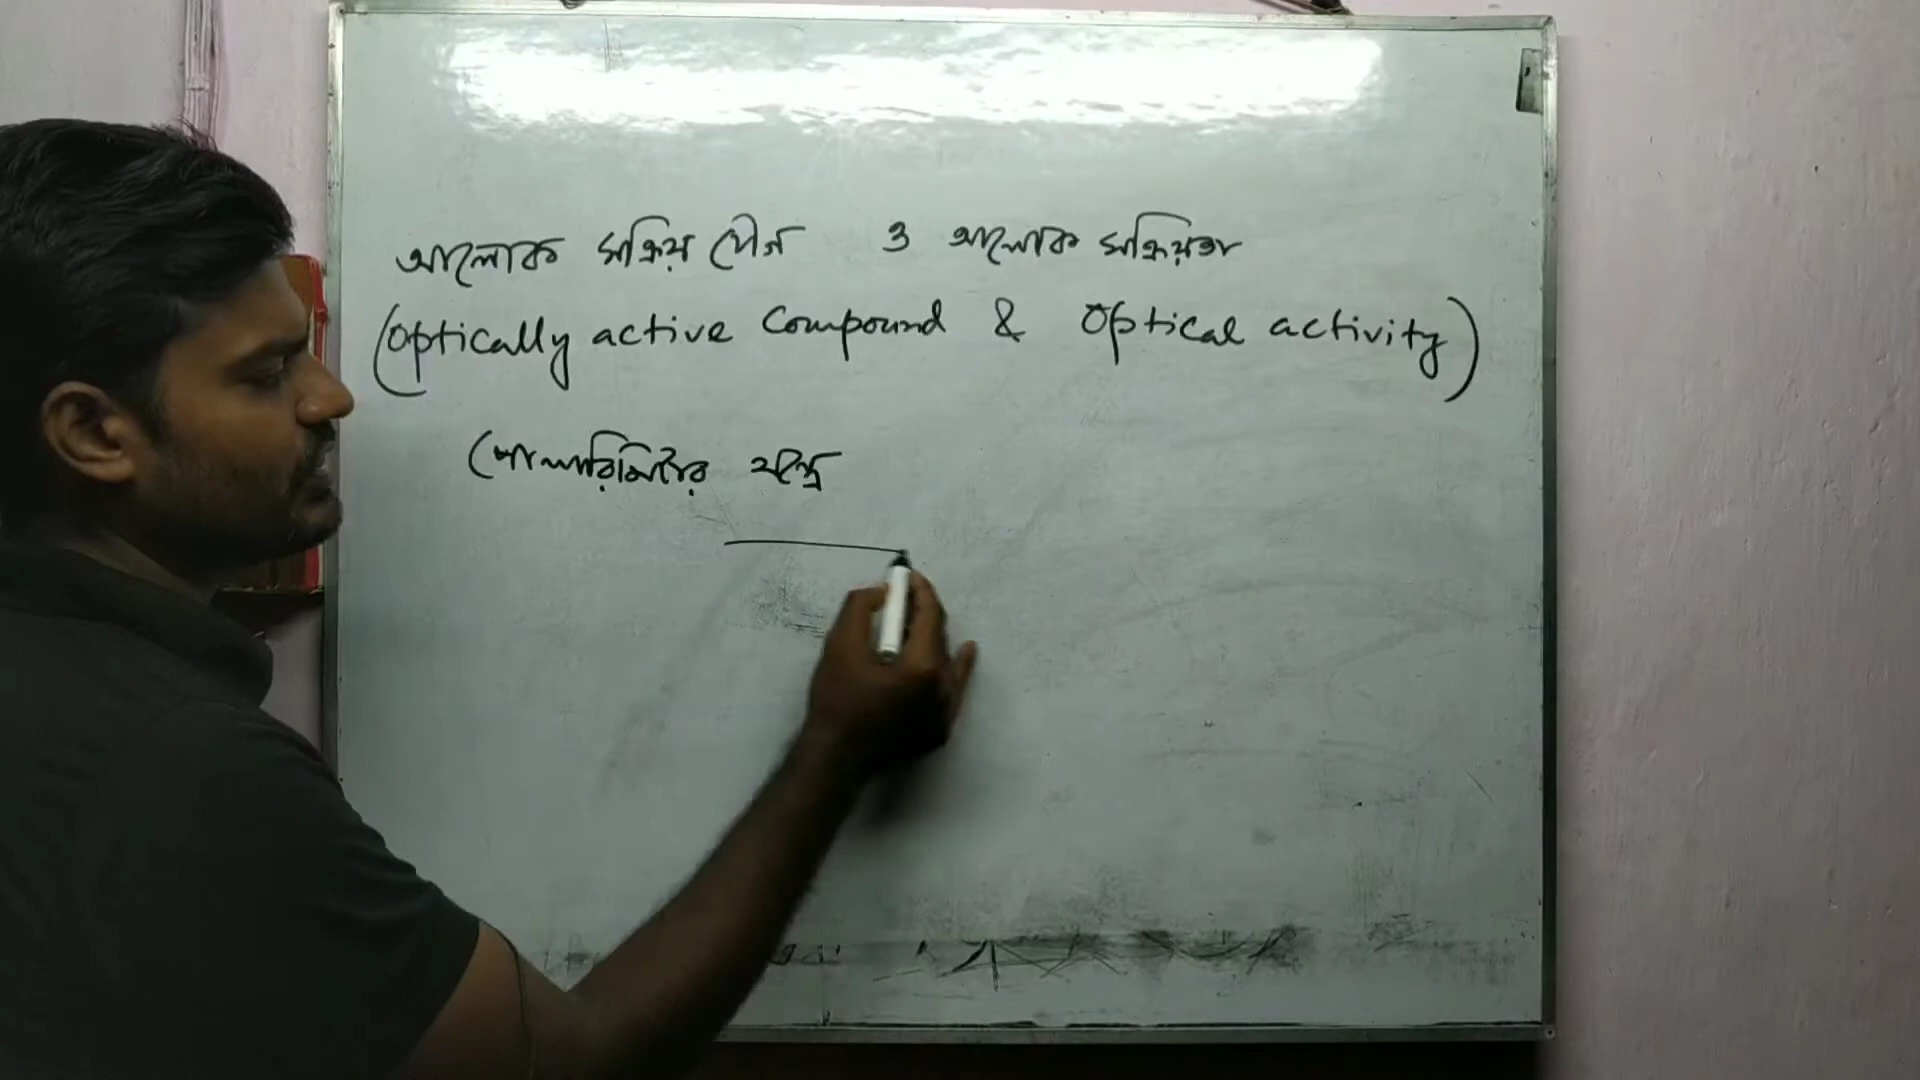 আলোক সক্রিয় যৌগ ও আলোক সক্রিয়তা
(Optically active Compound & Optical activity)
পোলারিমিটার যন্ত্র